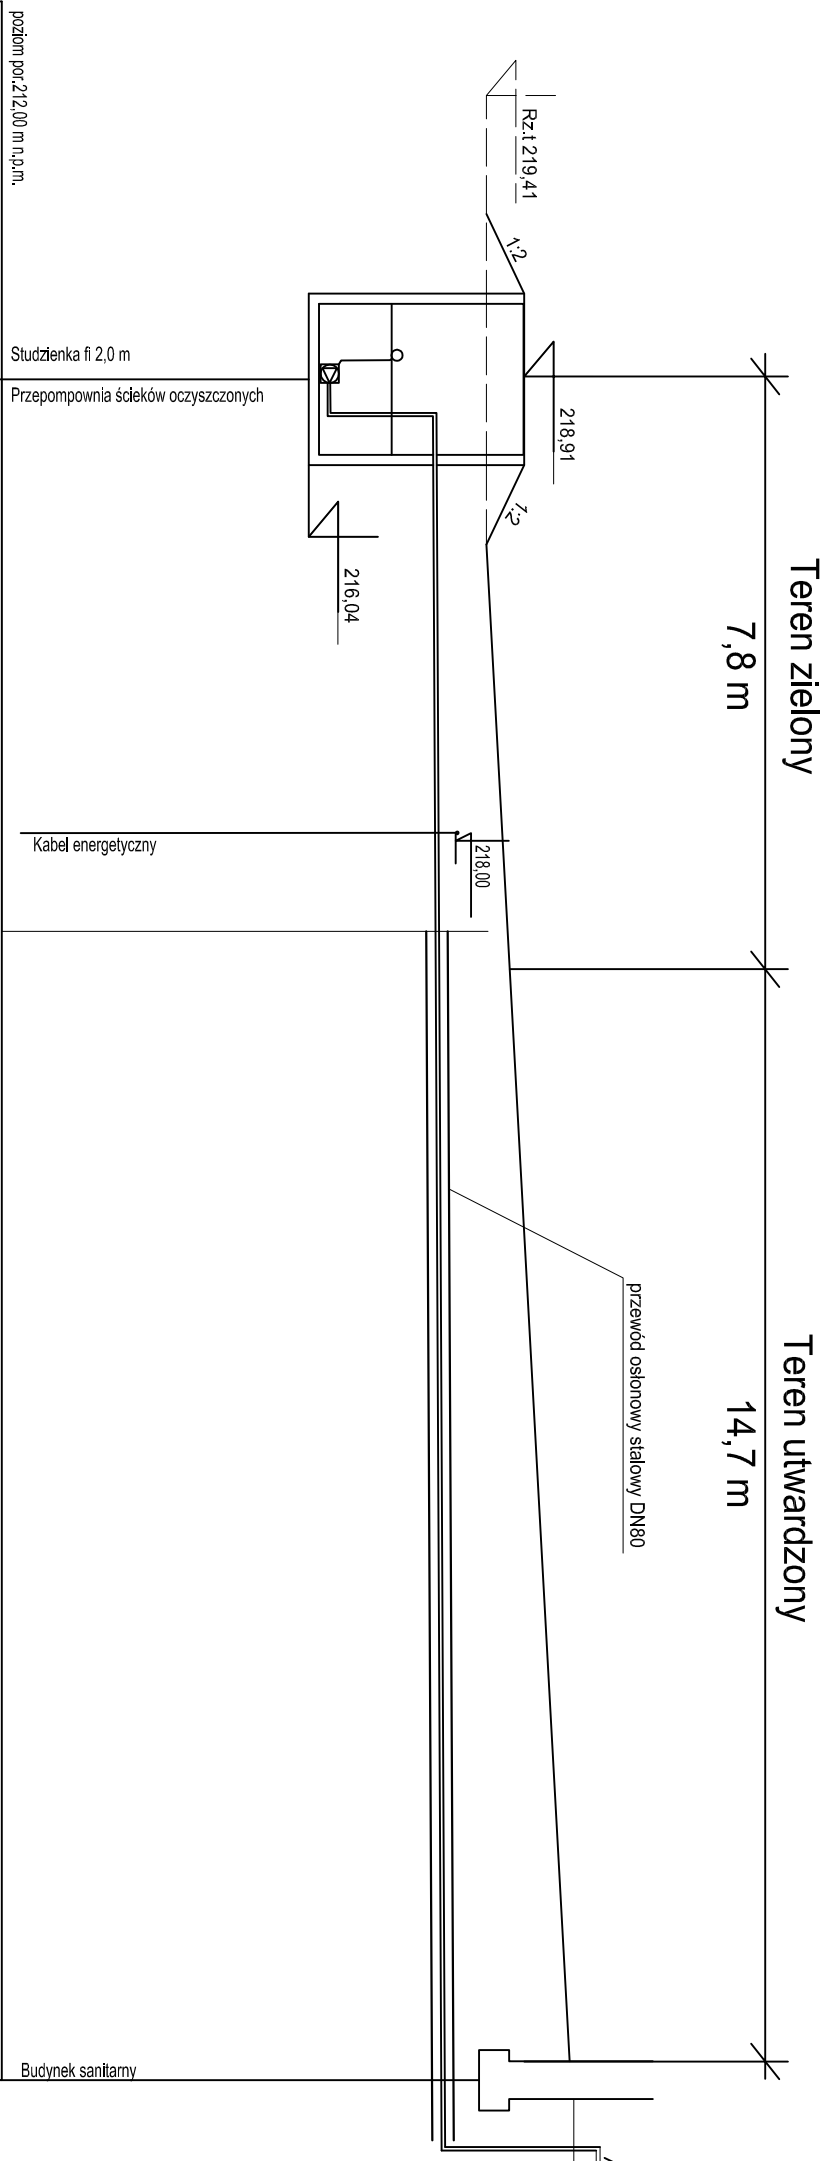 poziom por.212,00 m n.p.m.
Rz.t 219,41
1:2
Studzienka fi 2,0 m
Przepompownia ścieków oczyszczonych
218,91
1:2
216,04
Teren zielony
7,8 m
Kabel energetyczny
218,00
przewód osłonowy stalowy DN80
Teren utwardzony
14,7 m
Budynek sanitarny